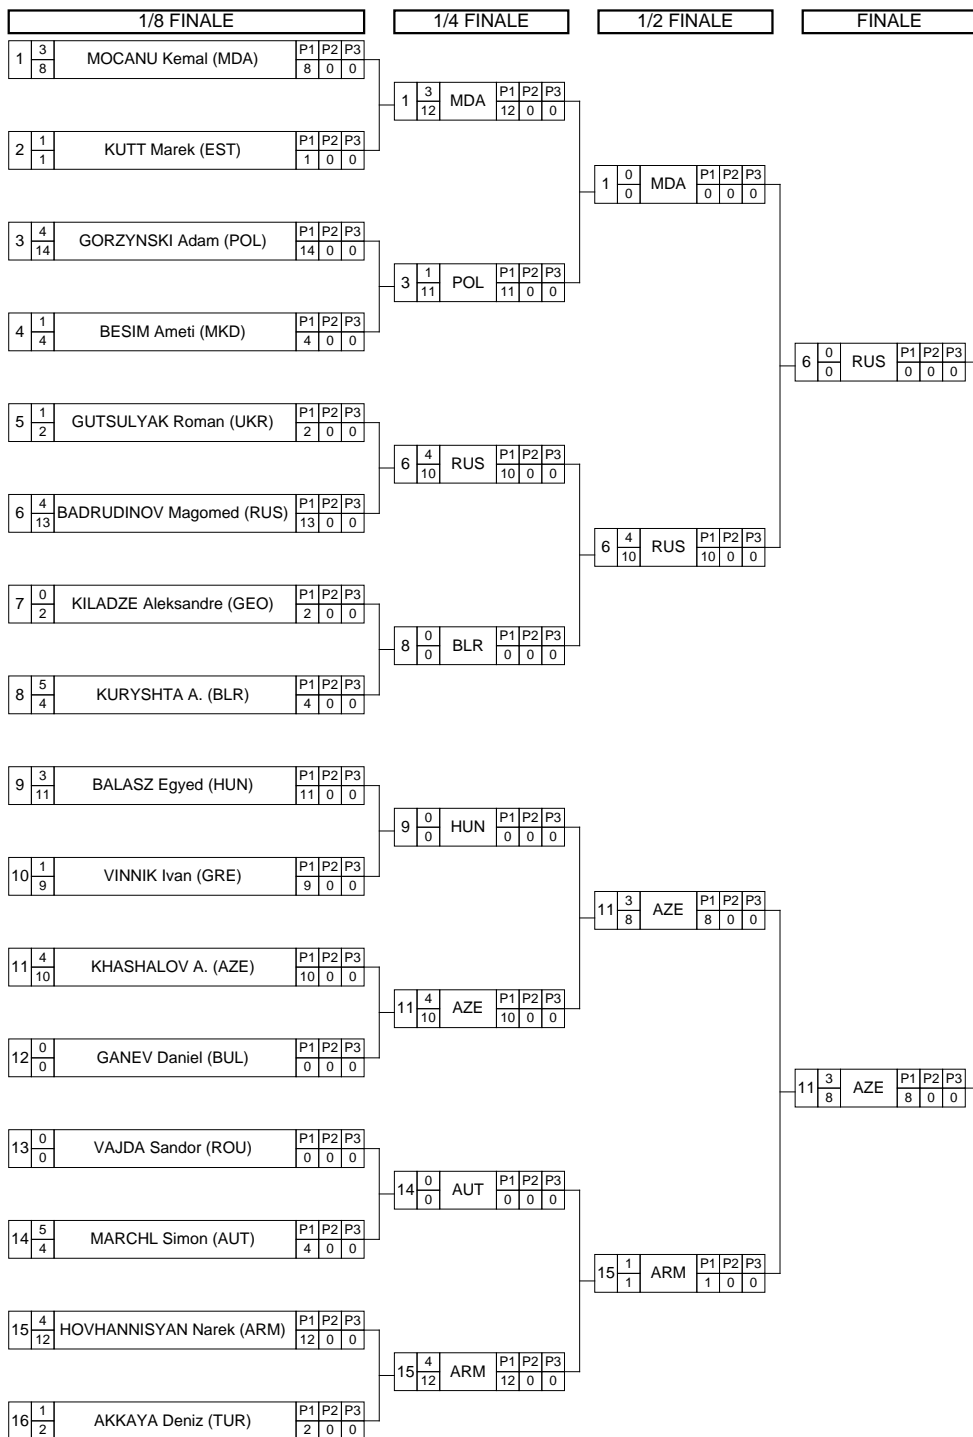 1/8 FINALE 1/4 FINALE 1/2 FINALE FINALE
1 3 8 MOCANU Kemal (MDA) P1 P2 P3 8 0 0
1 3 12 MDA P1 P2 P3 12 0 0
2 1 1 KUTT Marek (EST) P1 P2 P3 1 0 0
1 0 0 MDA P1 P2 P3 0 0 0
3 4 14 GORZYNSKI Adam (POL) P1 P2 P3 14 0 0
3 1 11 POL P1 P2 P3 11 0 0
4 1 4 BESIM Ameti (MKD) P1 P2 P3 4 0 0
6 0 0 RUS P1 P2 P3 0 0 0
5 1 2 GUTSULYAK Roman (UKR) P1 P2 P3 2 0 0
6 4 10 RUS P1 P2 P3 10 0 0
6 4 13 BADRUDINOV Magomed (RUS) P1 P2 P3 13 0 0
6 4 10 RUS P1 P2 P3 10 0 0
7 0 2 KILADZE Aleksandre (GEO) P1 P2 P3 2 0 0
8 0 0 BLR P1 P2 P3 0 0 0
8 5 4 KURYSHTA A. (BLR) P1 P2 P3 4 0 0
9 3 11 BALASZ Egyed (HUN) P1 P2 P3 11 0 0
9 0 0 HUN P1 P2 P3 0 0 0
10 1 9 VINNIK Ivan (GRE) P1 P2 P3 9 0 0
11 3 8 AZE P1 P2 P3 8 0 0
11 4 10 KHASHALOV A. (AZE) P1 P2 P3 10 0 0
11 4 10 AZE P1 P2 P3 10 0 0
12 0 0 GANEV Daniel (BUL) P1 P2 P3 0 0 0
11 3 8 AZE P1 P2 P3 8 0 0
13 0 0 VAJDA Sandor (ROU) P1 P2 P3 0 0 0
14 0 0 AUT P1 P2 P3 0 0 0
14 5 4 MARCHL Simon (AUT) P1 P2 P3 4 0 0
15 1 1 ARM P1 P2 P3 1 0 0
15 4 12 HOVHANNISYAN Narek (ARM) P1 P2 P3 12 0 0
15 4 12 ARM P1 P2 P3 12 0 0
16 1 2 AKKAYA Deniz (TUR) P1 P2 P3 2 0 0